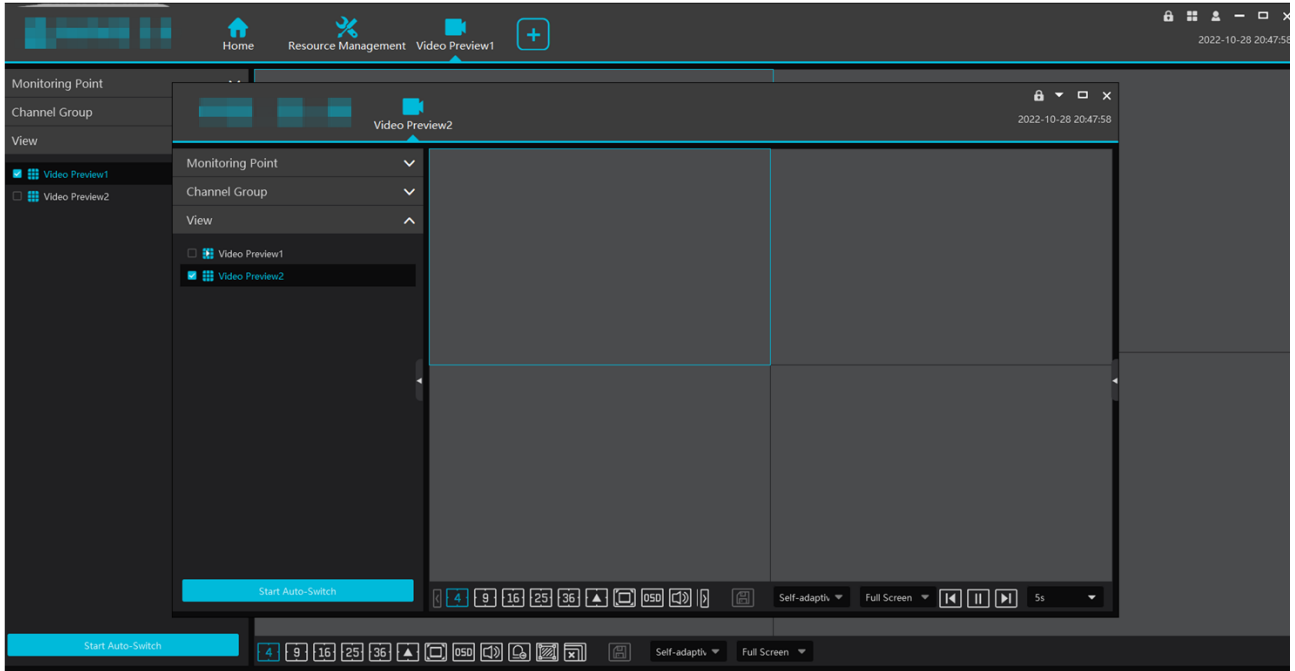 Home Resource Management Video Preview1
2022-10-28 20:47:58
Monitoring Point
Channel Group
View
Video Preview1
Video Preview2
Start Auto-Switch
4 9 16 25 36 OSD Self-adaptiv Full Screen
Video Preview2
2022-10-28 20:47:58
Monitoring Point
Channel Group
View
Video Preview1
Video Preview2
Start Auto-Switch
4 9 16 25 36 OSD Self-adaptiv Full Screen 5s